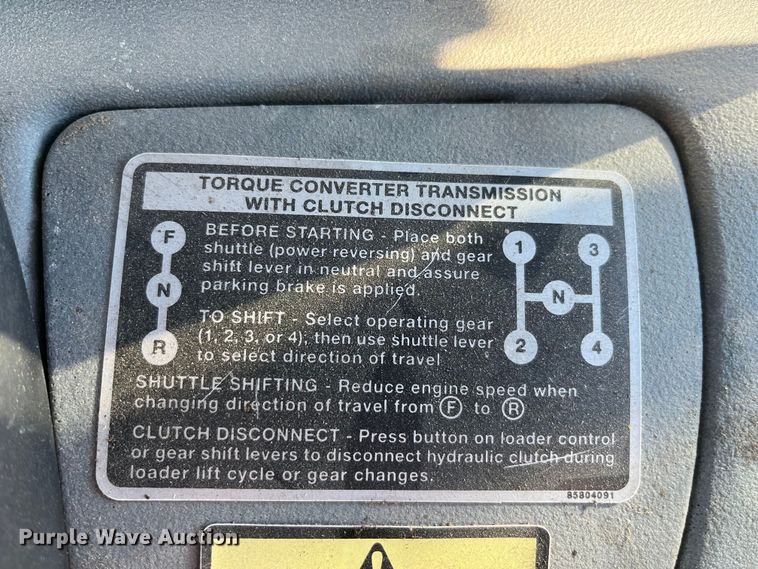 TORQUE CONVERTER TRANSMISSION
WITH CLUTCH DISCONNECT
F
N
R
BEFORE STARTING - Place both
shuttle (power reversing) and gear
shift lever in neutral and assure
parking brake is applied.
TO SHIFT - Select operating gear
(1, 2, 3, or 4); then use shuttle lever
to select direction of travel
1 3
N
2 4
SHUTTLE SHIFTING - Reduce engine speed when
changing direction of travel from F to R
CLUTCH DISCONNECT - Press button on loader control
or gear shift levers to disconnect hydraulic clutch during
loader lift cycle or gear changes.
85804091
Purple Wave Auction